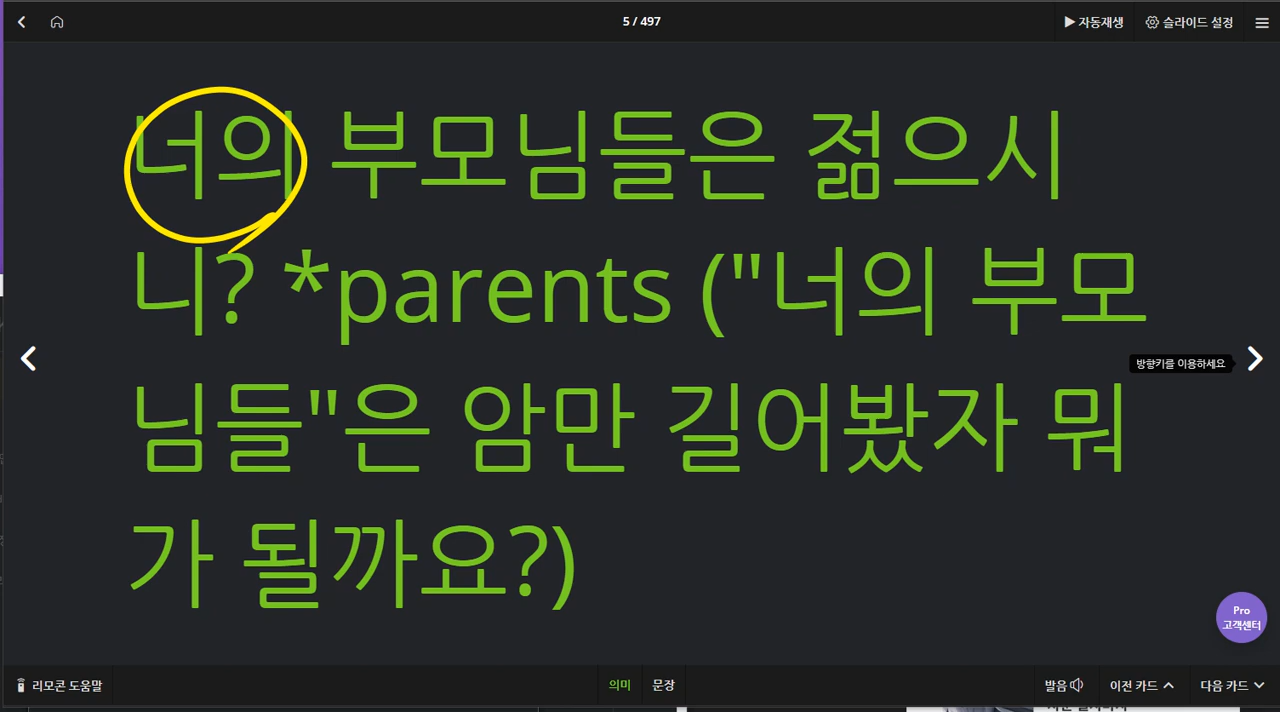 5 / 497
자동재생
슬라이드 설정
너의 부모님들은 젊으시
니? *parents ("너의 부모
님들"은 암만 길어봤자 뭐
가 될까요?)
방향키를 이용하세요
Pro
고객센터
리모콘 도움말
의미
문장
발음
이전 카드
다음 카드